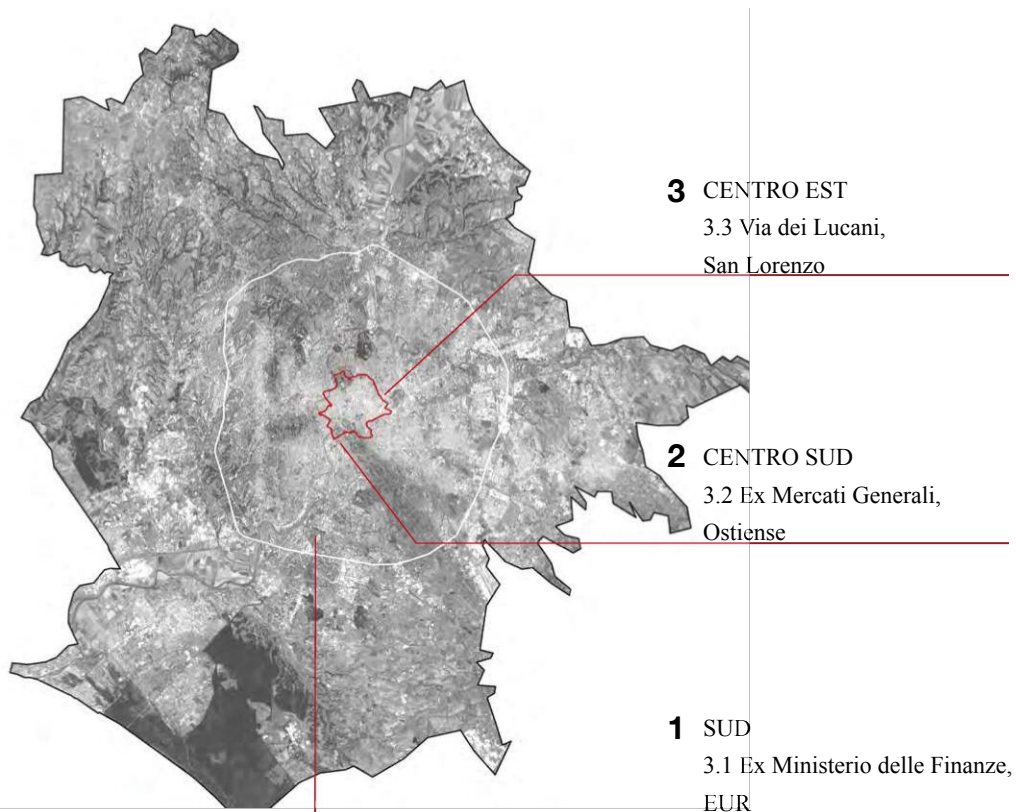 3 CENTRO EST
3.3 Via dei Lucani,
San Lorenzo
2 CENTRO SUD
3.2 Ex Mercati Generali,
Ostiense
1 SUD
3.1 Ex Ministerio delle Finanze,
EUR